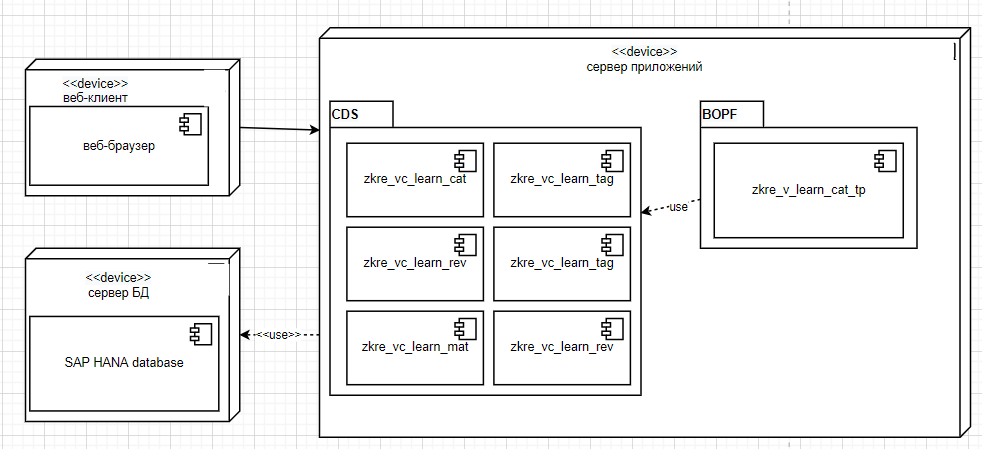 <<device>>
веб-клиент
веб-браузер
<<device>>
сервер БД
SAP HANA database
<<use>>
<<device>>
сервер приложений
CDS
zkre_vc_learn_cat
zkre_vc_learn_tag
zkre_vc_learn_rev
zkre_vc_learn_tag
zkre_vc_learn_mat
zkre_vc_learn_rev
use
BOPF
zkre_v_learn_cat_tp